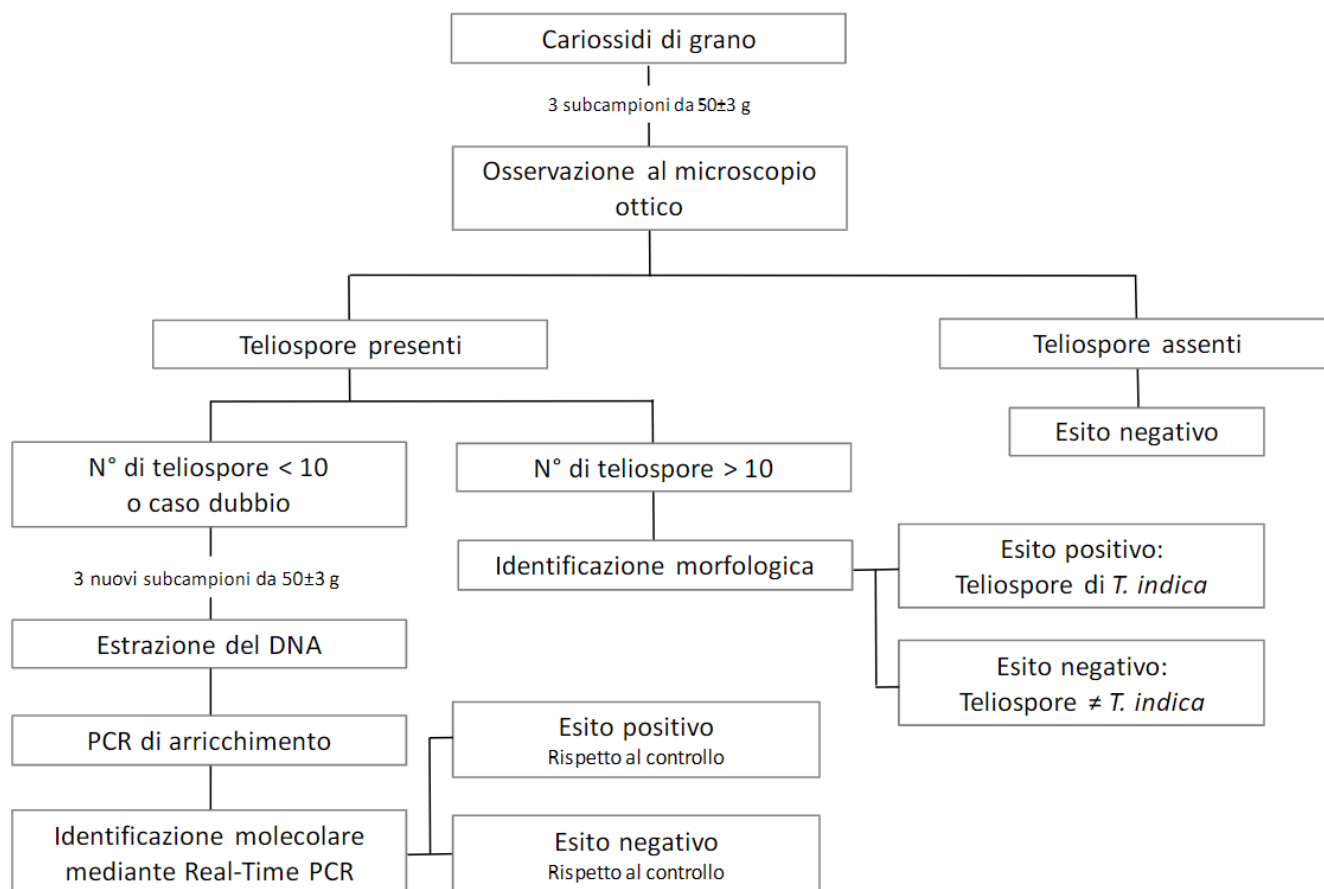 Cariossidi di grano
3 subcampioni da 50±3 g
Osservazione al microscopio
ottico
Teliospore presenti
Teliospore assenti
Esito negativo
N° di teliospore < 10
o caso dubbio
N° di teliospore > 10
3 nuovi subcampioni da 50±3 g
Identificazione morfologica
Esito positivo:
Teliospore di T. indica
Esito negativo:
Teliospore ≠ T. indica
Estrazione del DNA
PCR di arricchimento
Identificazione molecolare
mediante Real-Time PCR
Esito positivo
Rispetto al controllo
Esito negativo
Rispetto al controllo